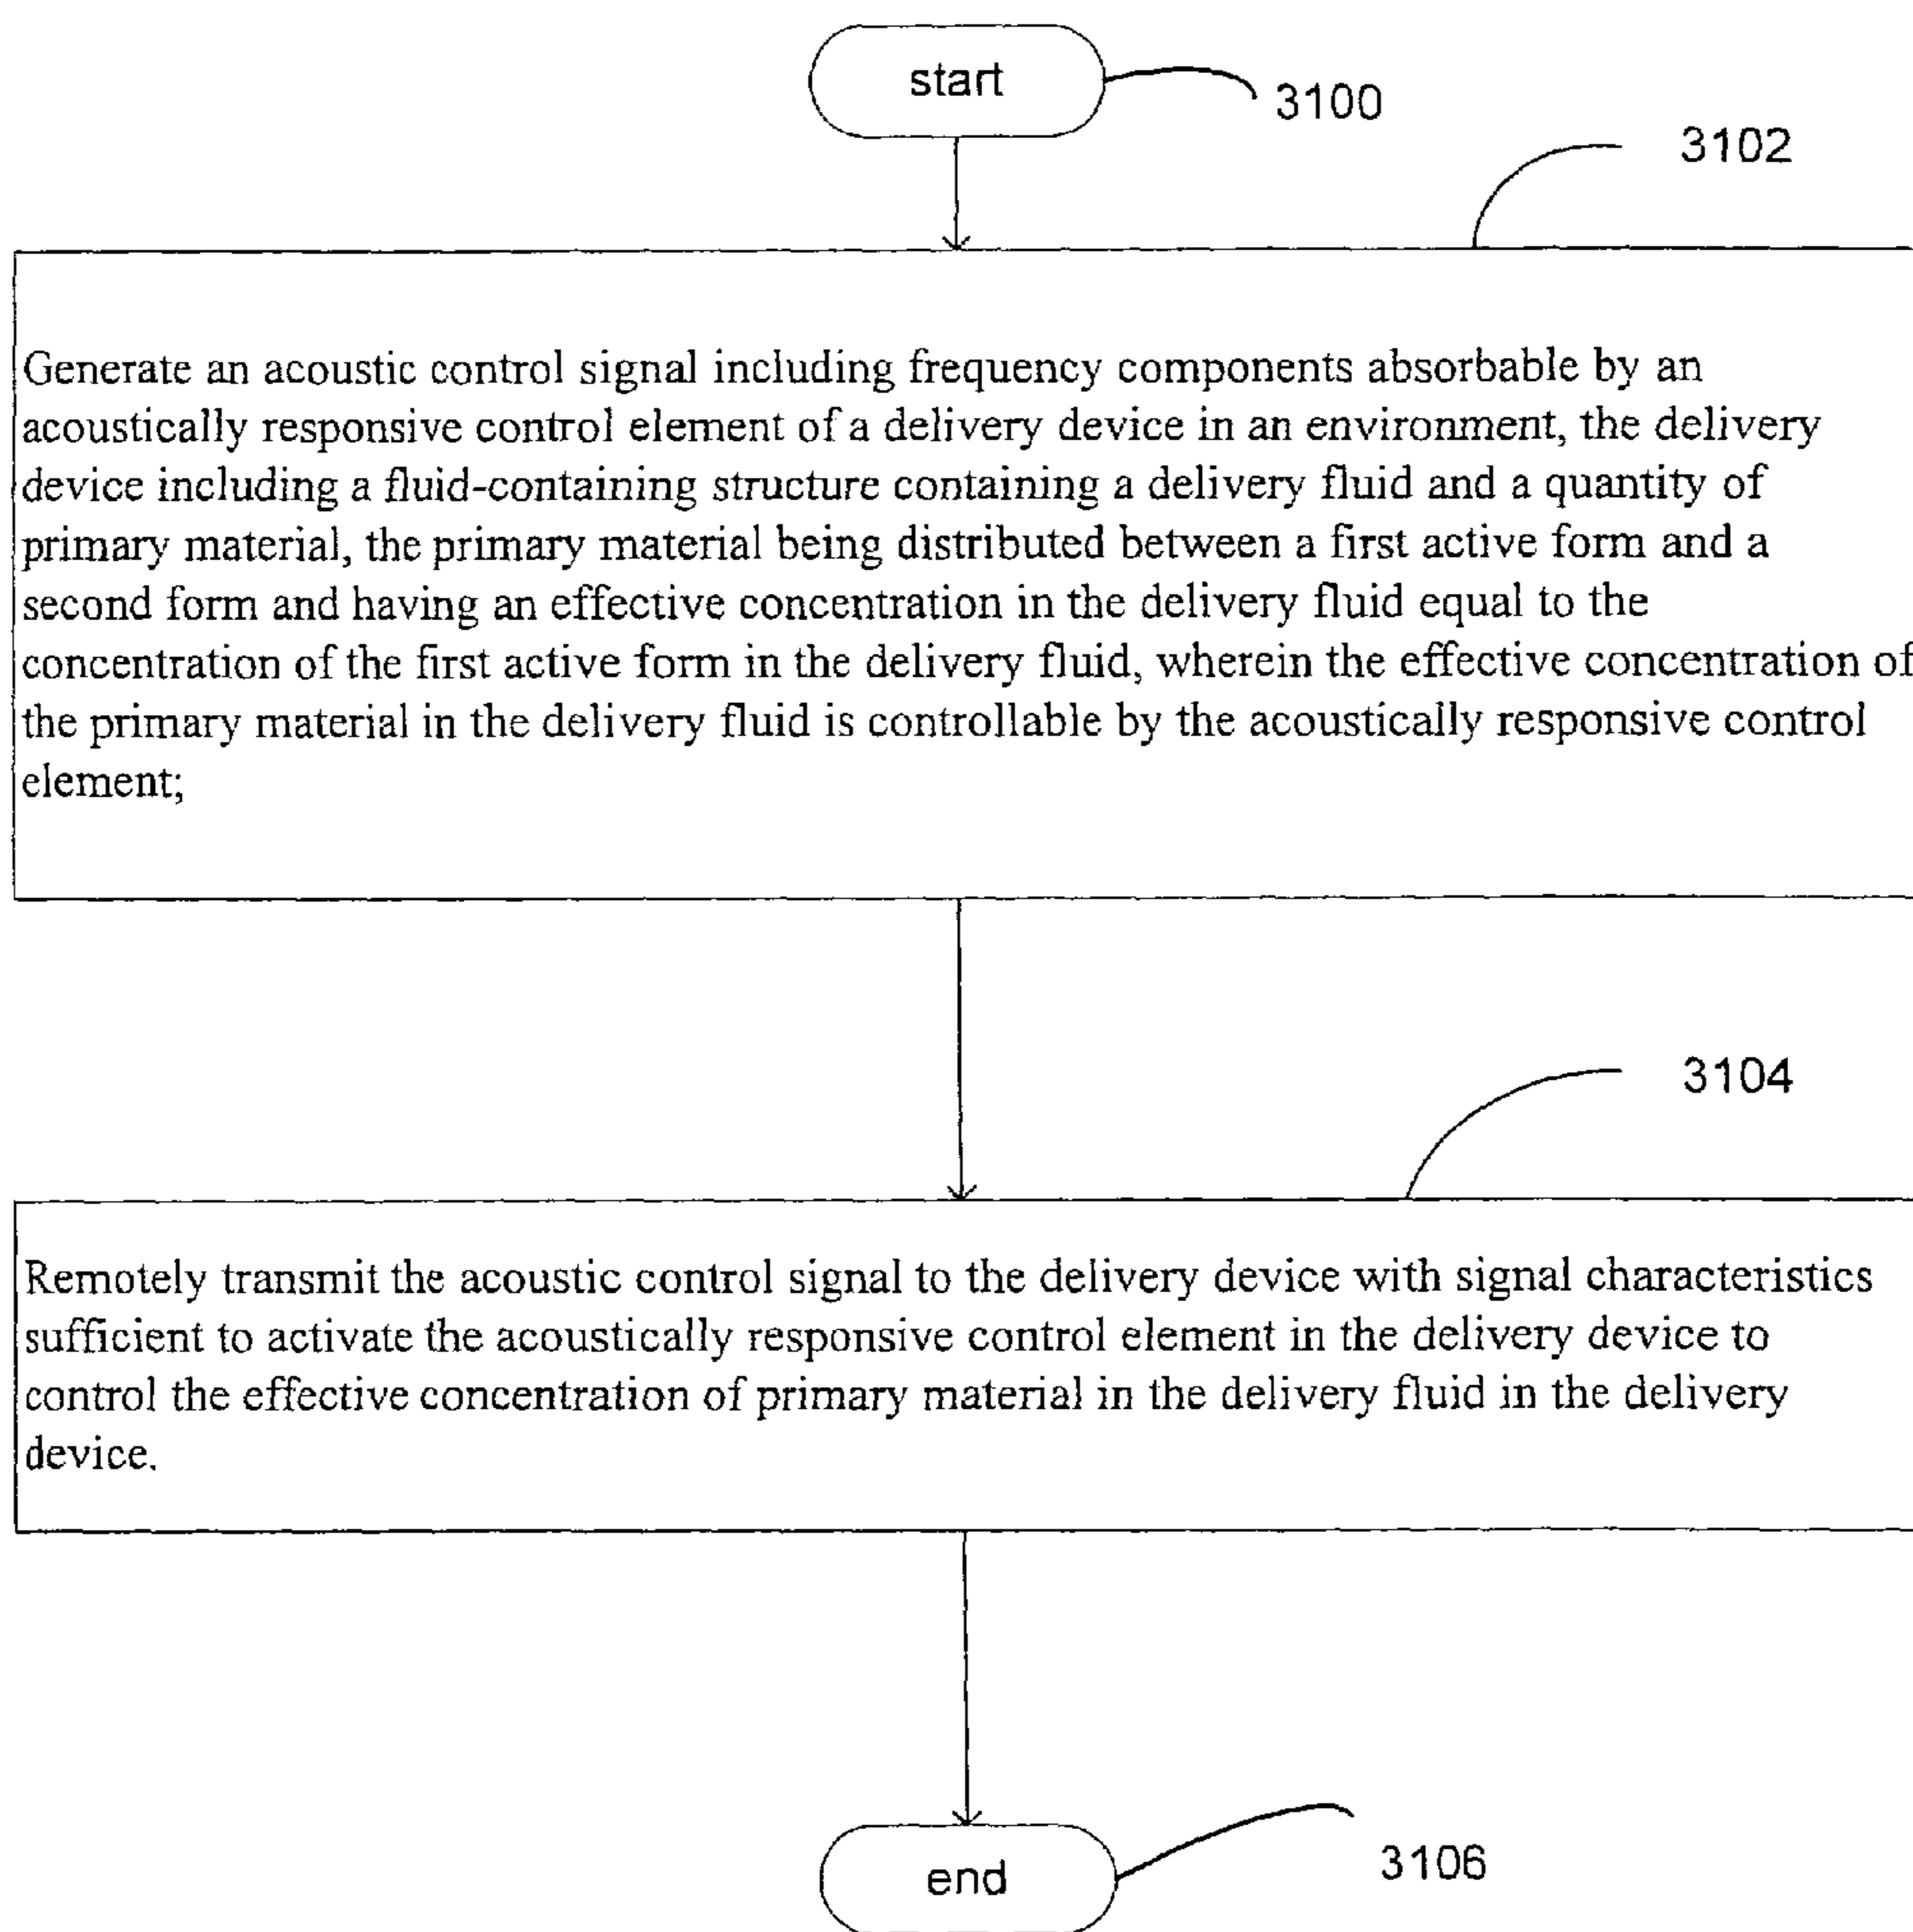 start
3100
3102
Generate an acoustic control signal including frequency components absorbable by an
acoustically responsive control element of a delivery device in an environment, the delivery
device including a fluid-containing structure containing a delivery fluid and a quantity of
primary material, the primary material being distributed between a first active form and a
second form and having an effective concentration in the delivery fluid equal to the
concentration of the first active form in the delivery fluid, wherein the effective concentration of
the primary material in the delivery fluid is controllable by the acoustically responsive control
element;
3104
Remotely transmit the acoustic control signal to the delivery device with signal characteristics
sufficient to activate the acoustically responsive control element in the delivery device to
control the effective concentration of primary material in the delivery fluid in the delivery
device.
end
3106